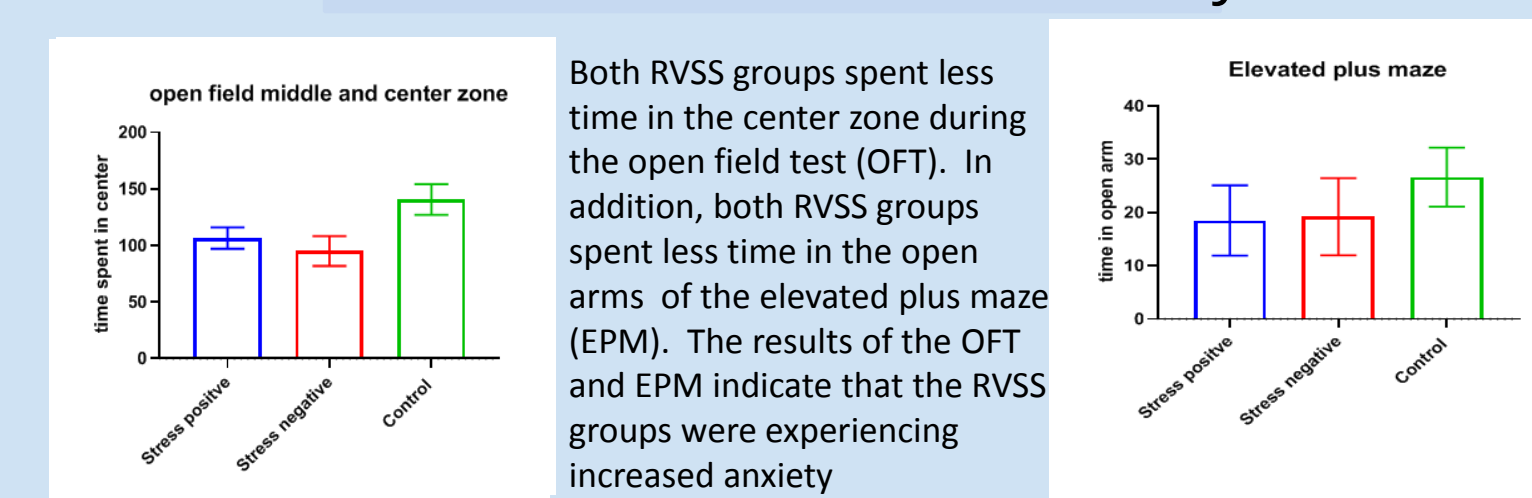 open field middle and center zone
time spent in center
200
150
100
50
0
Stress positve
Stress negative
Control
Both RVSS groups spent less
time in the center zone during
the open field test (OFT).  In
addition, both RVSS groups
spent less time in the open
arms  of the elevated plus maze
(EPM).  The results of the OFT
and EPM indicate that the RVSS
groups were experiencing
increased anxiety
Elevated plus maze
time in open arm
40
30
20
10
0
Stress positve
Stress negative
Control